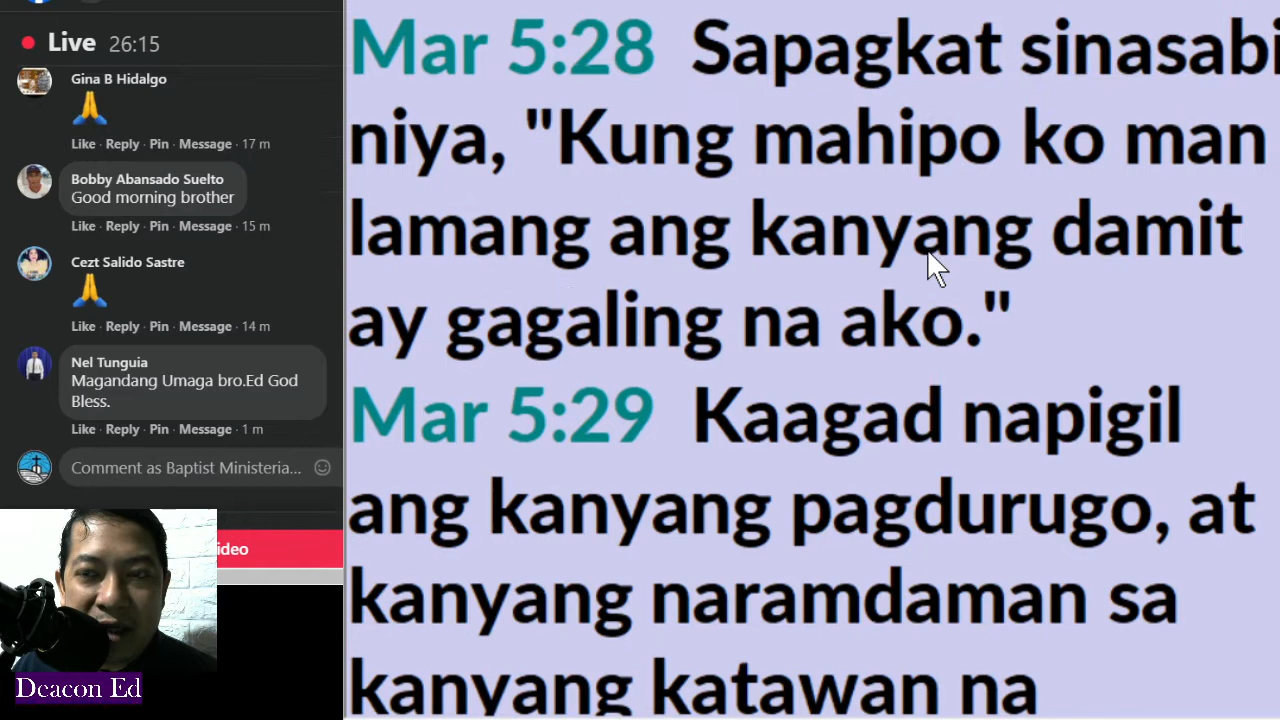 Live 26:15
Gina B Hidalgo
🙏
Like · Reply · Pin · Message · 17 m
Bobby Abansado Suelto
Good morning brother
Like · Reply · Pin · Message · 15 m
Cezt Salido Sastre
🙏
Like · Reply · Pin · Message · 14 m
Nel Tunguia
Magandang Umaga bro.Ed God
Bless.
Like · Reply · Pin · Message · 1 m
Comment as Baptist Ministeria...
ideo
Deacon Ed
Mar 5:28 Sapagkat sinasabi
niya, "Kung mahipo ko man
lamang ang kanyang damit
ay gagaling na ako."
Mar 5:29 Kaagad napigil
ang kanyang pagdurugo, at
kanyang naramdaman sa
kanyang katawan na